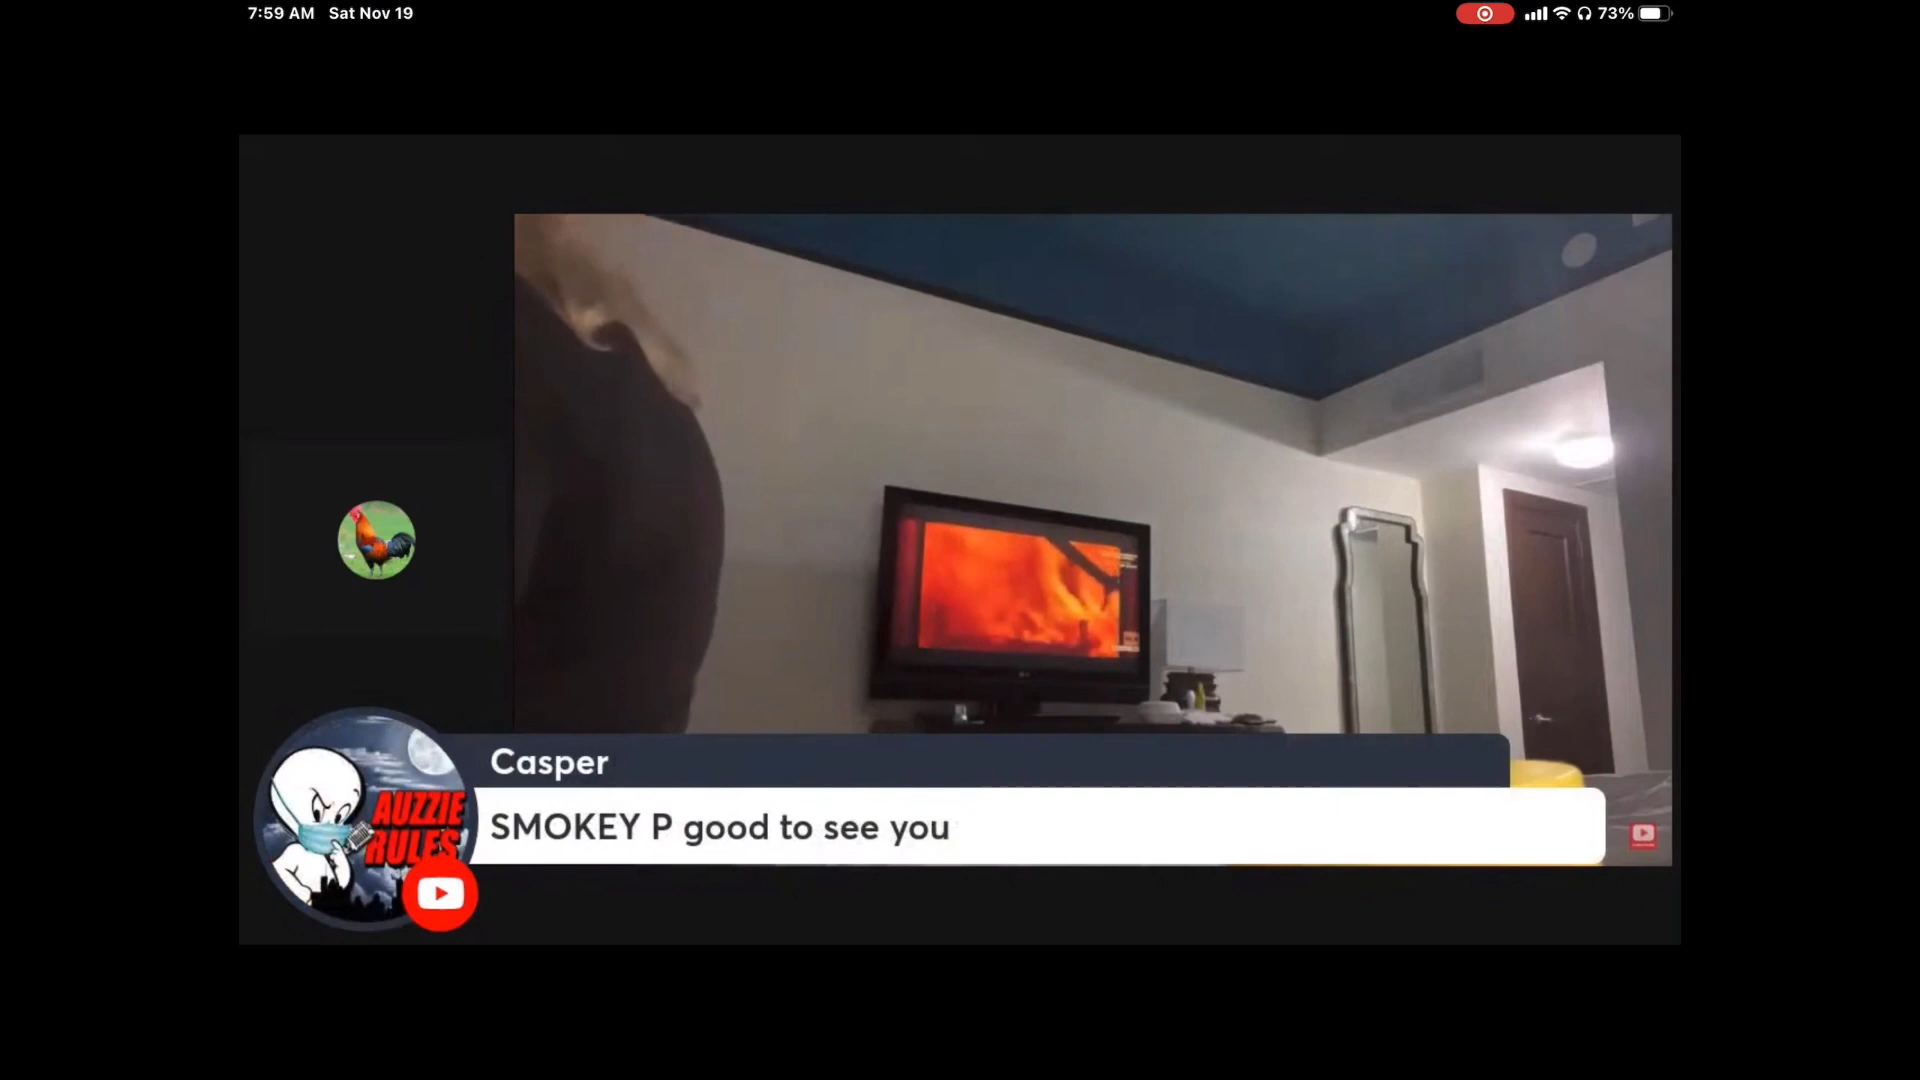 7:59 AM Sat Nov 19
73%
Casper
SMOKEY P good to see you
AUZZIE
RULES